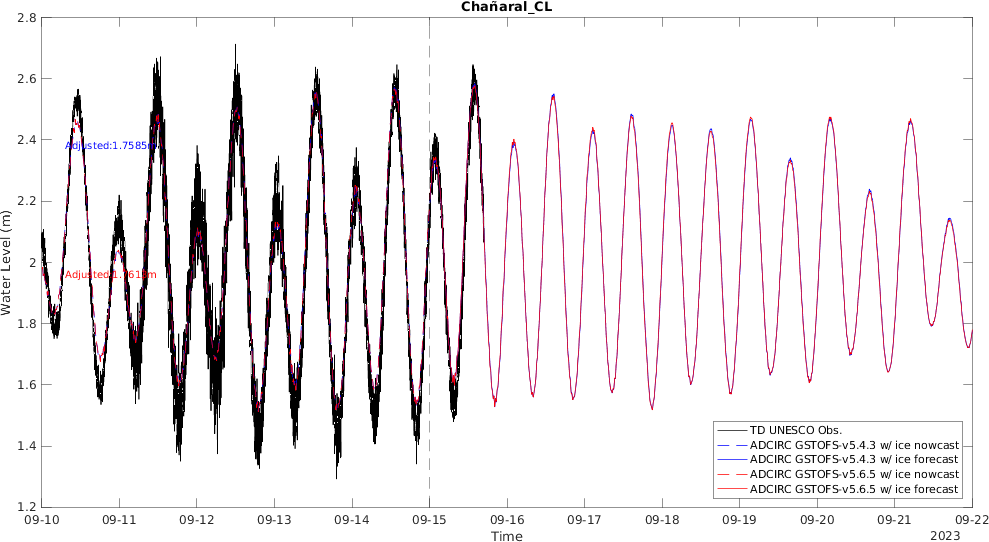 Chañaral_CL
2.8
2.6
2.4
2.2
2
1.8
1.6
1.4
1.2
Water Level (m)
Adjusted:1.7585m
TD UNESCO Obs.
ADCIRC GSTOFS-v5.4.3 w/ ice nowcast
ADCIRC GSTOFS-v5.4.3 w/ ice forecast
ADCIRC GSTOFS-v5.6.5 w/ ice nowcast
ADCIRC GSTOFS-v5.6.5 w/ ice forecast
09-10 09-11 09-12 09-13 09-14 09-15 09-16 09-17 09-18 09-19 09-20 09-21 09-22
Time
2023